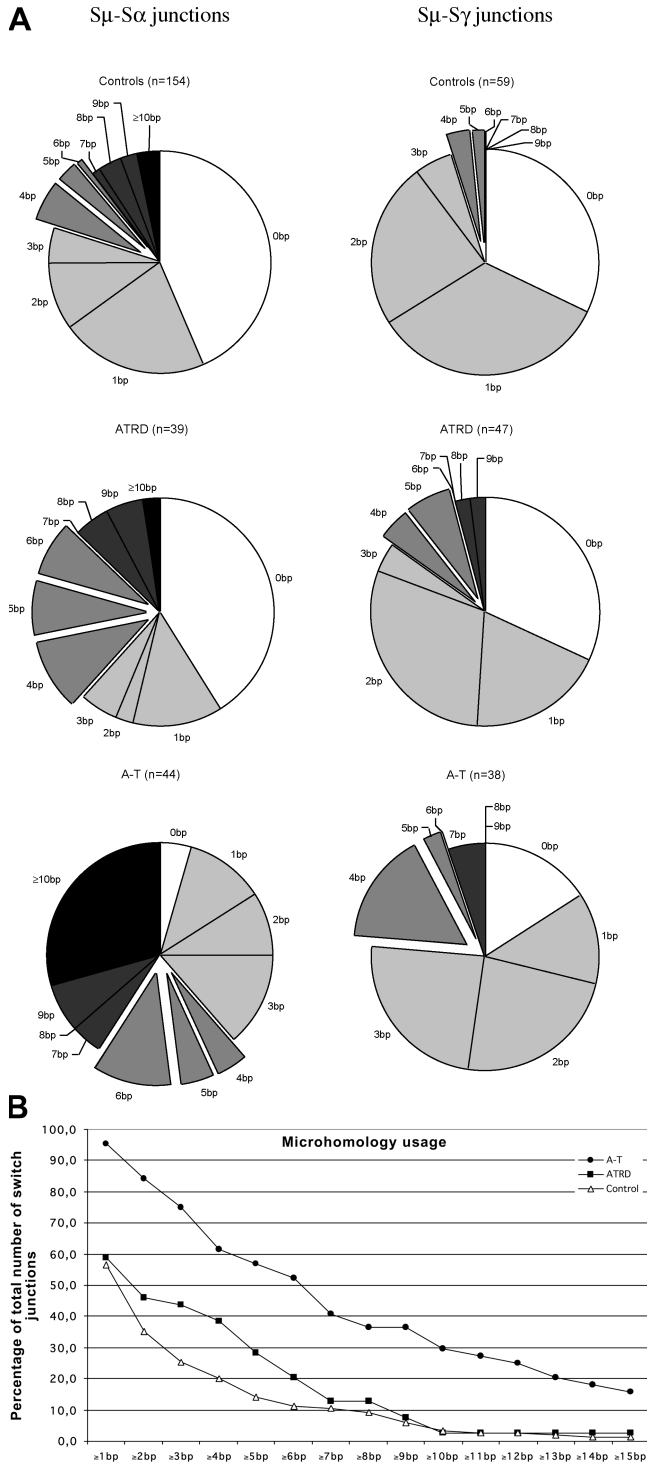 A
Sμ-Sα junctions
Sμ-Sγ junctions
Controls (n=154)
0bp
1bp
2bp
3bp
4bp
5bp
6bp
7bp
8bp
9bp
≥10bp
Controls (n=59)
0bp
1bp
2bp
3bp
4bp
5bp
6bp
7bp
8bp
9bp
ATRD (n=39)
0bp
1bp
2bp
3bp
4bp
5bp
6bp
7bp
8bp
9bp
≥10bp
ATRD (n=47)
0bp
1bp
2bp
3bp
4bp
5bp
6bp
7bp
8bp
9bp
A-T (n=44)
0bp
1bp
2bp
3bp
4bp
5bp
6bp
7bp
8bp
9bp
≥10bp
A-T (n=38)
0bp
1bp
2bp
3bp
4bp
5bp
6bp
7bp
8bp
9bp
B
Microhomology usage
A-T
ATRD
Control
Percentage of total number of switch
junctions
100,0
90,0
80,0
70,0
60,0
50,0
40,0
30,0
20,0
10,0
0,0
≥1bp ≥2bp ≥3bp ≥4bp ≥5bp ≥6bp ≥7bp ≥8bp ≥9bp ≥10bp ≥11bp ≥12bp ≥13bp ≥14bp ≥15bp